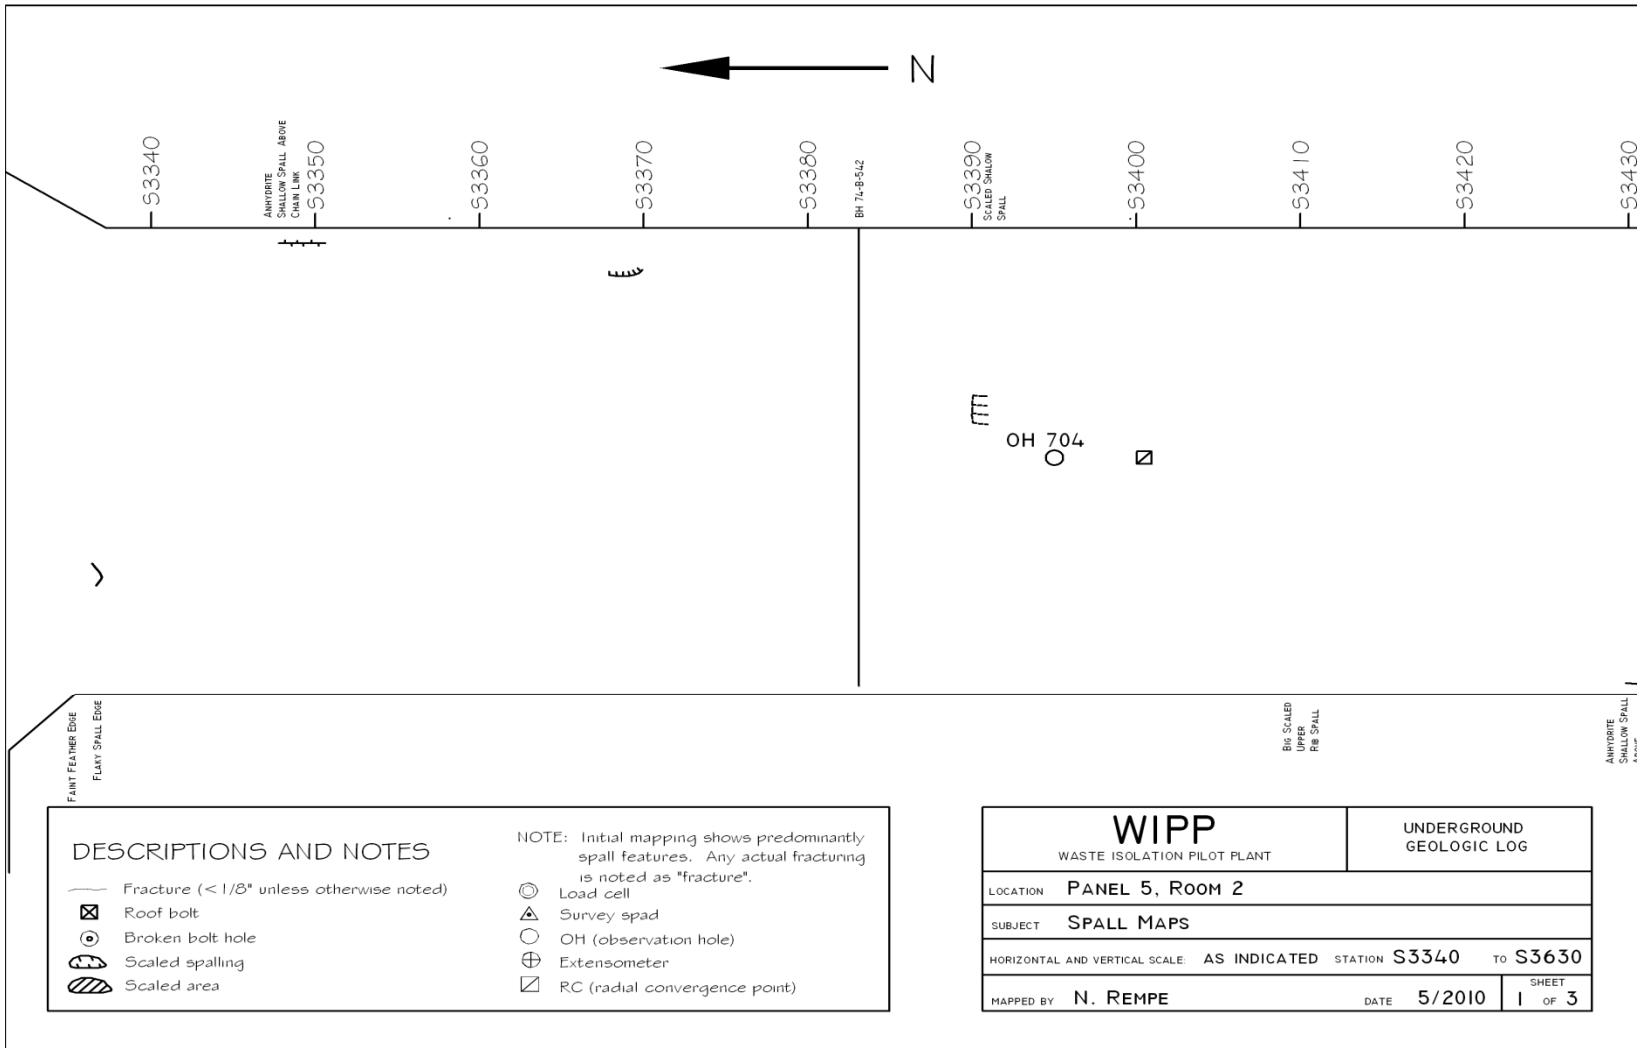 N
S3340
ANHYDRITE
SHALLOW SPALL ABOVE
CHAIN LINK
S3350
S3360
S3370
S3380
BH 74-B-542
S3390
SCALED SHALOW
SPALL
S3400
S3410
S3420
S3430
OH 704
FAINT FEATHER EDGE
FLAKY SPALL EDGE
BIG SCALED
UPPER
RIB SPALL
ANHYDRITE
SHALLOW SPALL
DESCRIPTIONS AND NOTES
Fracture (< 1/8" unless otherwise noted)
Roof bolt
Broken bolt hole
Scaled spalling
Scaled area
NOTE: Initial mapping shows predominantly
spall features. Any actual fracturing
is noted as "fracture".
Load cell
Survey spad
OH (observation hole)
Extensometer
RC (radial convergence point)
WIPP
WASTE ISOLATION PILOT PLANT
UNDERGROUND
GEOLOGIC LOG
LOCATION PANEL 5, ROOM 2
SUBJECT SPALL MAPS
HORIZONTAL AND VERTICAL SCALE: AS INDICATED STATION S3340 TO S3630
MAPPED BY N. REMPE DATE 5/2010 SHEET
1 OF 3